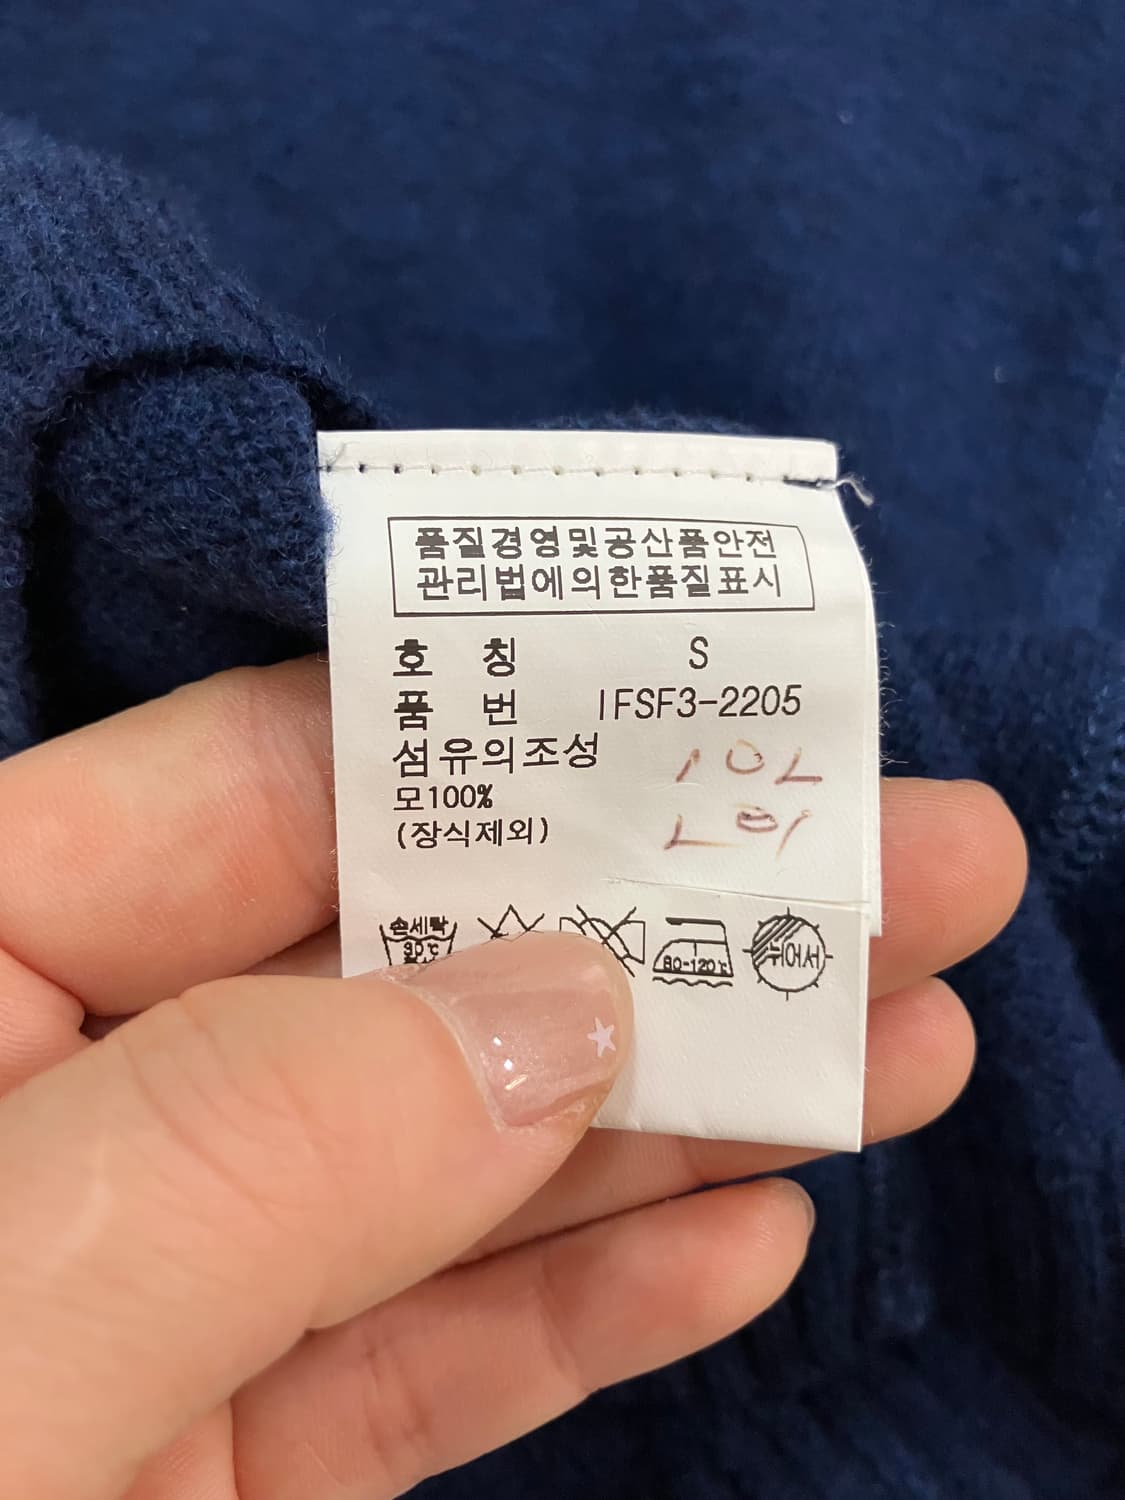 품질경영및공산품안전
관리법에의한품질표시
호 칭 S
품 번 IFSF3-2205
섬유의조성
모100%
(장식제외)
손세탁
30℃
80-120℃
뉘어서